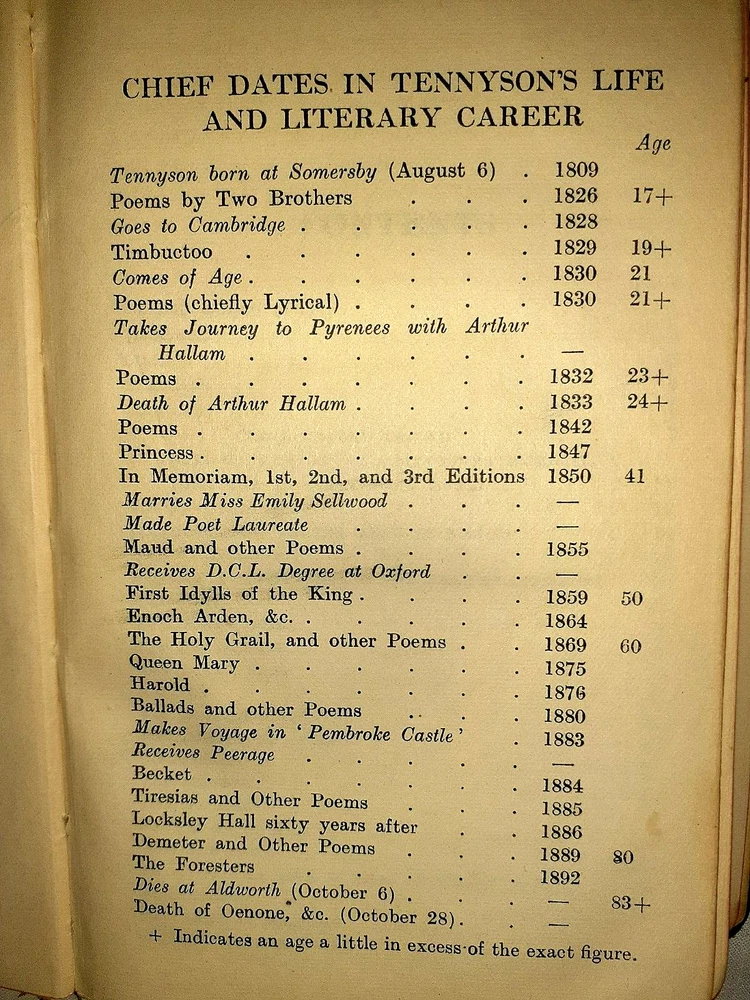 CHIEF DATES IN TENNYSON'S LIFE
AND LITERARY CAREER
Age
Tennyson born at Somersby (August 6) . 1809
Poems by Two Brothers . . . 1826 17+
Goes to Cambridge . . . . . 1828
Timbuctoo . . . . . . 1829 19+
Comes of Age . . . . . . 1830 21
Poems (chiefly Lyrical) . . . . 1830 21+
Takes Journey to Pyrenees with Arthur
Hallam . . . . . . —
Poems . . . . . . . 1832 23+
Death of Arthur Hallam . . . . 1833 24+
Poems . . . . . . . 1842
Princess . . . . . . . 1847
In Memoriam, 1st, 2nd, and 3rd Editions 1850 41
Marries Miss Emily Sellwood . . . —
Made Poet Laureate . . . . —
Maud and other Poems . . . . 1855
Receives D.C.L. Degree at Oxford . . —
First Idylls of the King . . . . 1859 50
Enoch Arden, &c. . . . . . 1864
The Holy Grail, and other Poems . . 1869 60
Queen Mary . . . . . . 1875
Harold . . . . . . . 1876
Ballads and other Poems . . . 1880
Makes Voyage in ' Pembroke Castle ' . 1883
Receives Peerage . . . . . —
Becket . . . . . . . 1884
Tiresias and Other Poems . . . 1885
Locksley Hall sixty years after . . 1886
Demeter and Other Poems . . . 1889 80
The Foresters . . . . . 1892
Dies at Aldworth (October 6) . . . — 83+
Death of Oenone, &c. (October 28) . . . —
+ Indicates an age a little in excess of the exact figure.